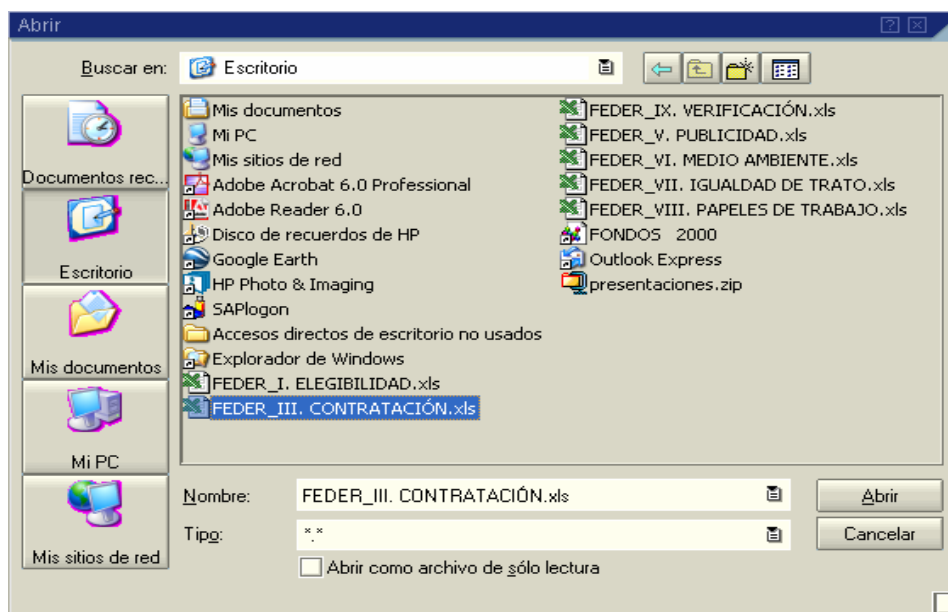 Abrir
Buscar en: Escritorio
Documentos rec...
Escritorio
Mis documentos
Mi PC
Mis sitios de red
Mis documentos
Mi PC
Mis sitios de red
Adobe Acrobat 6.0 Professional
Adobe Reader 6.0
Disco de recuerdos de HP
Google Earth
HP Photo & Imaging
SAPlogon
Accesos directos de escritorio no usados
Explorador de Windows
FEDER_I. ELEGIBILIDAD.xls
FEDER_III. CONTRATACIÓN.xls
FEDER_IX. VERIFICACIÓN.xls
FEDER_V. PUBLICIDAD.xls
FEDER_VI. MEDIO AMBIENTE.xls
FEDER_VII. IGUALDAD DE TRATO.xls
FEDER_VIII. PAPELES DE TRABAJO.xls
FONDOS 2000
Outlook Express
presentaciones.zip
Nombre: FEDER_III. CONTRATACIÓN.xls
Abrir
Tipo: *.*
Cancelar
Abrir como archivo de sólo lectura